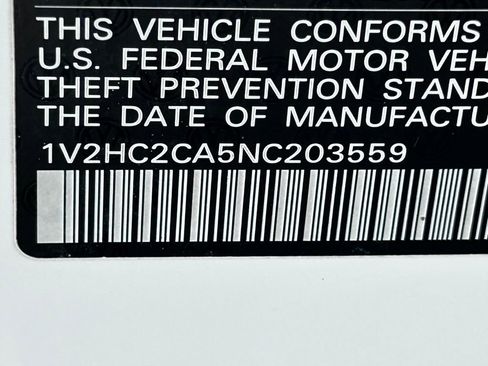 THIS VEHICLE CONFORMS
U.S. FEDERAL MOTOR VEH
THEFT PREVENTION STAND
THE DATE OF MANUFACTU
1V2HC2CA5NC203559